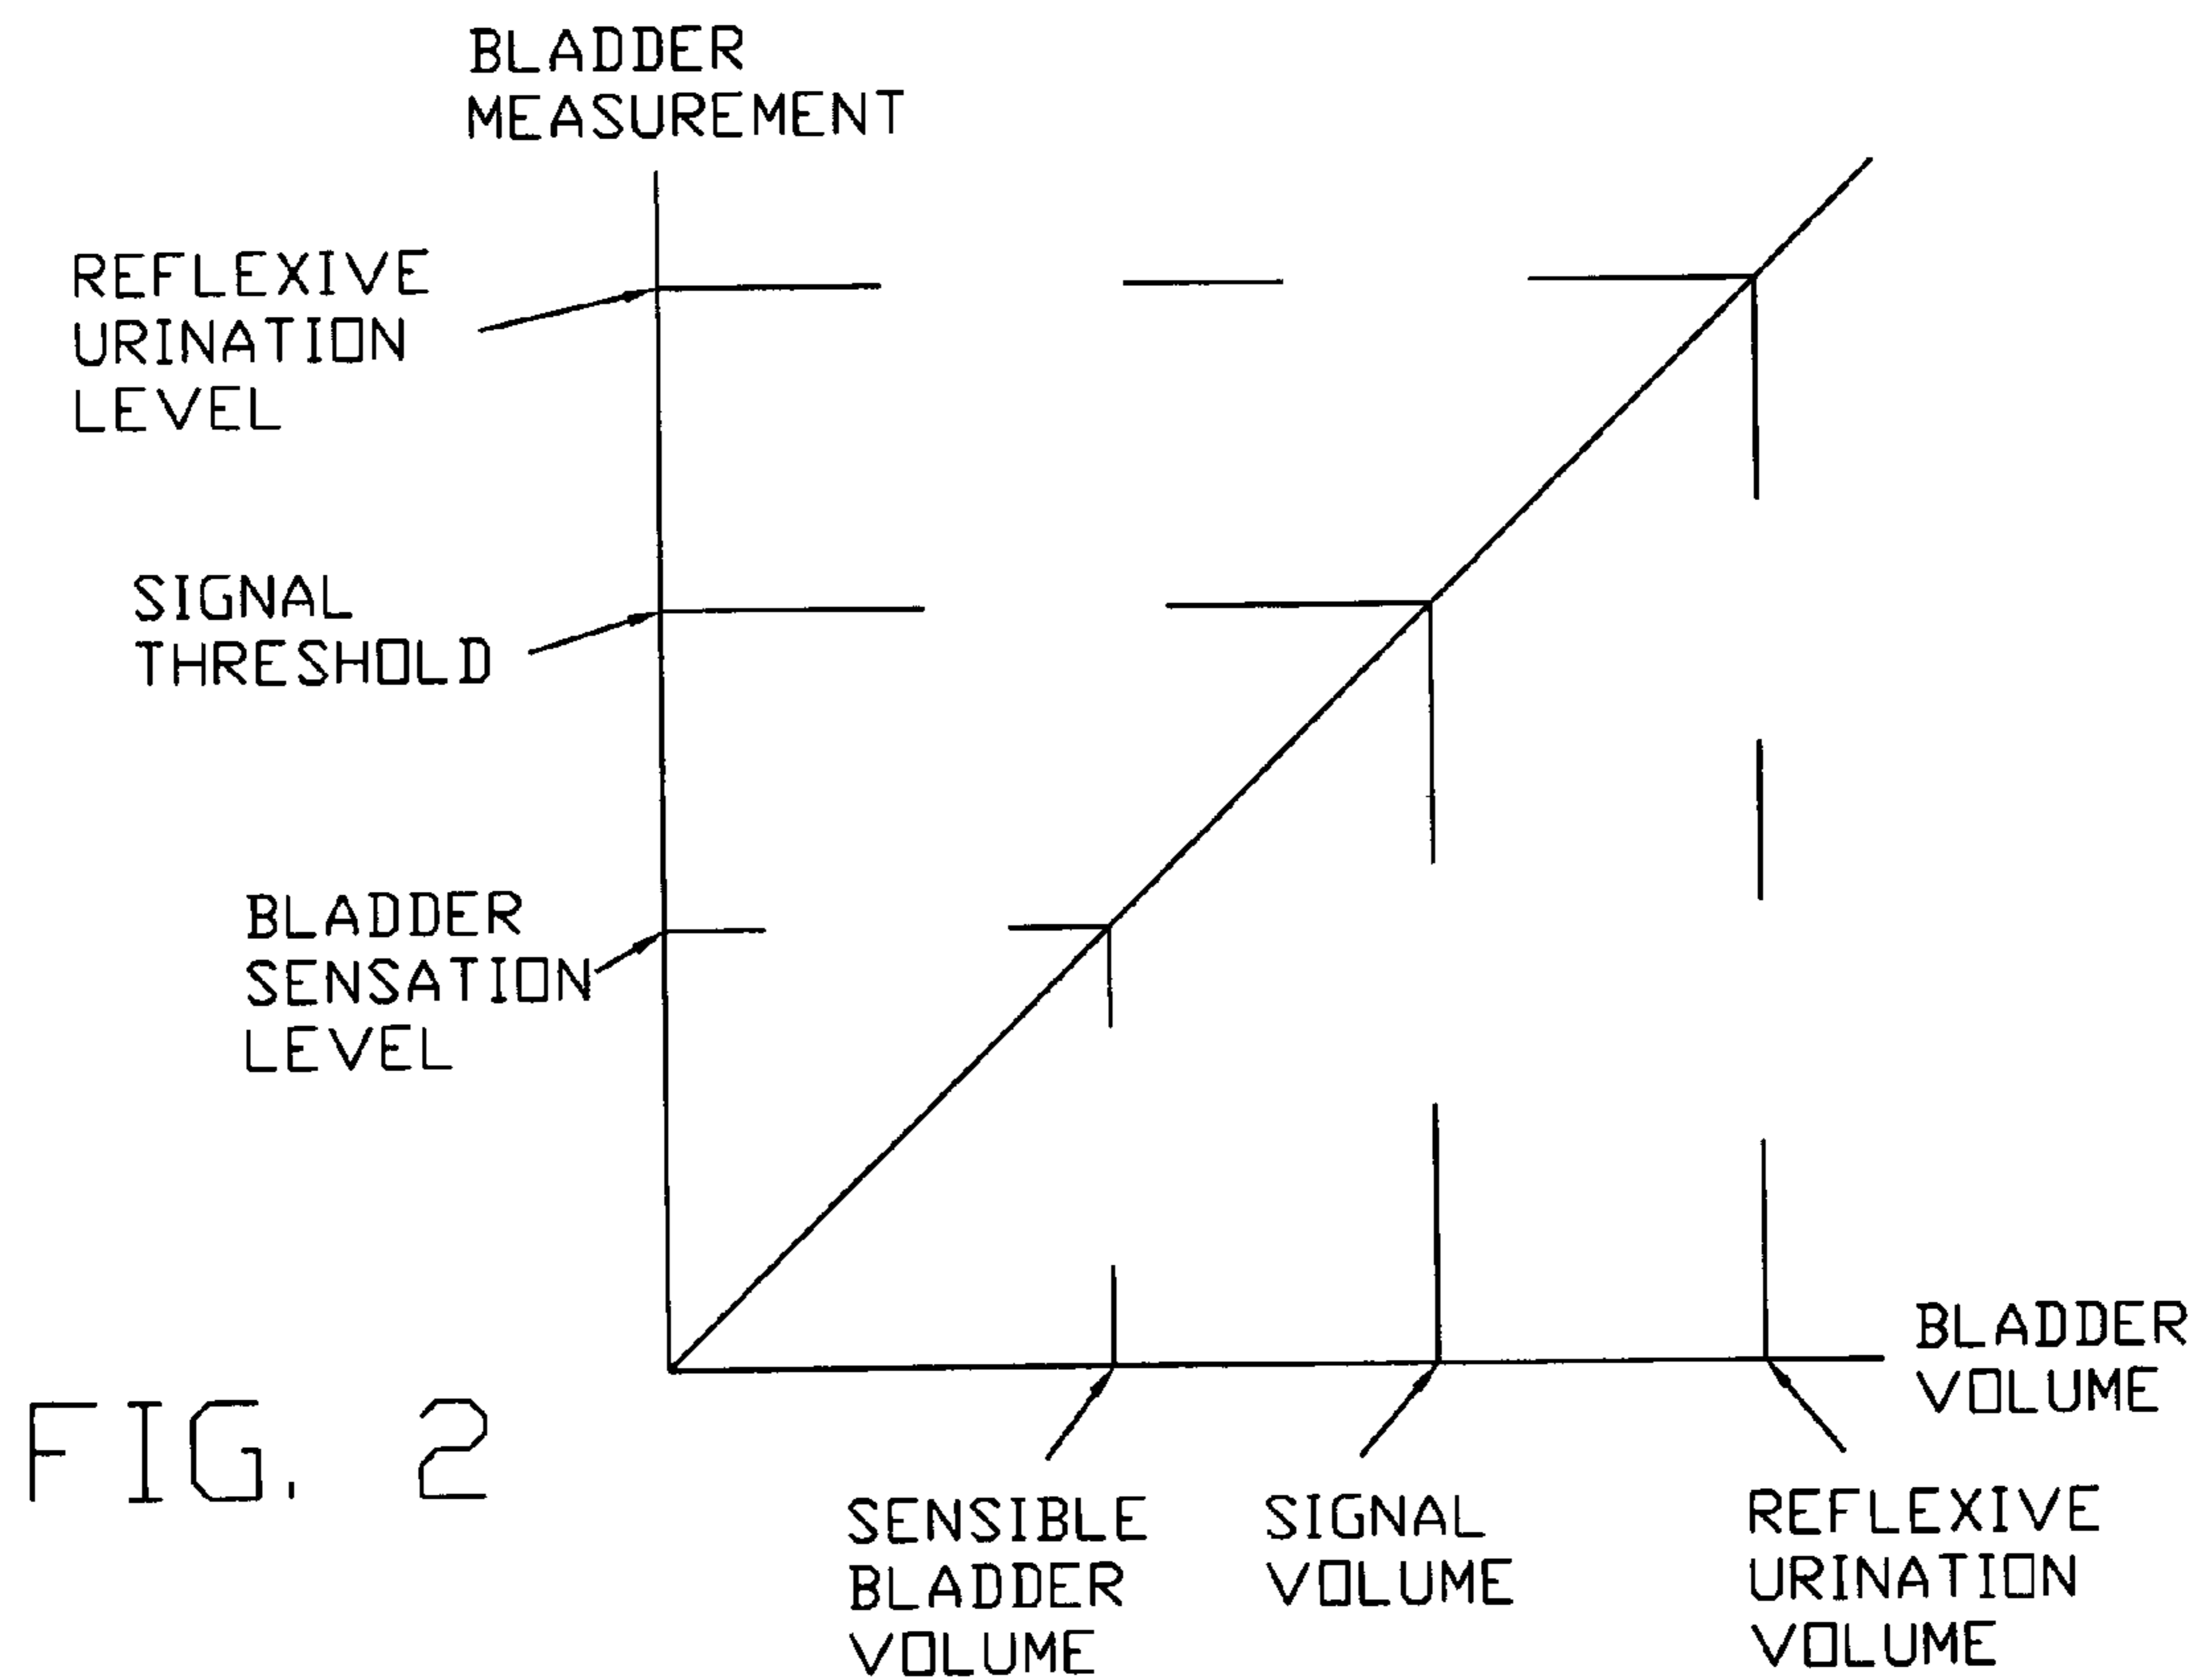 BLADDER
MEASUREMENT
REFLEXIVE
URINATION
LEVEL
SIGNAL
THRESHOLD
BLADDER
SENSATION
LEVEL
BLADDER
VOLUME
FIG. 2
SENSIBLE
BLADDER
VOLUME
SIGNAL
VOLUME
REFLEXIVE
URINATION
VOLUME